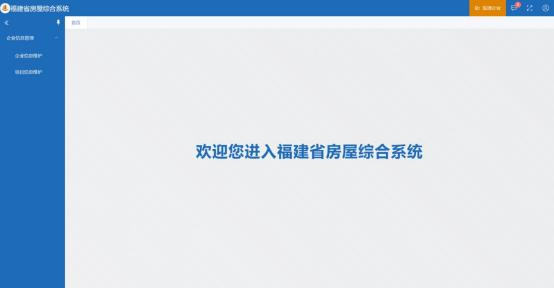 福建省房屋综合系统
首页
企业信息管理
企业信息维护
项目信息维护
欢迎您进入福建省房屋综合系统